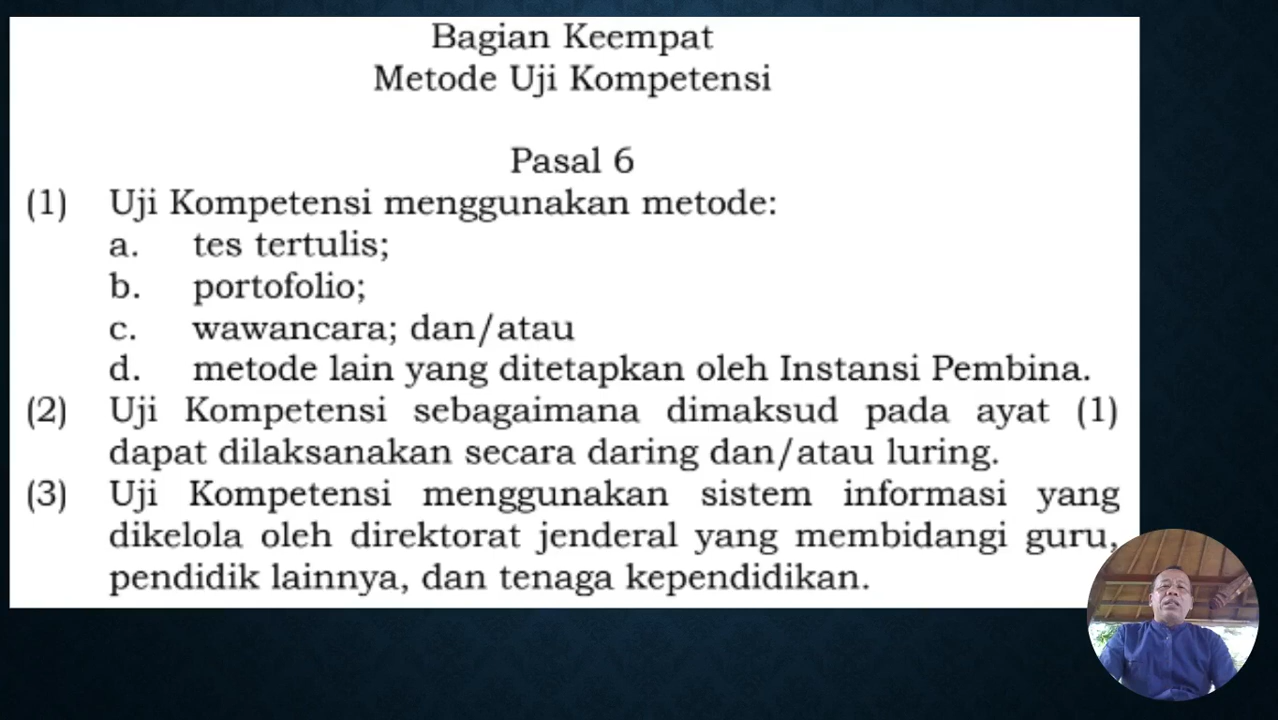 Bagian Keempat
Metode Uji Kompetensi
Pasal 6
(1) Uji Kompetensi menggunakan metode:
a. tes tertulis;
b. portofolio;
c. wawancara; dan/atau
d. metode lain yang ditetapkan oleh Instansi Pembina.
(2) Uji Kompetensi sebagaimana dimaksud pada ayat (1)
dapat dilaksanakan secara daring dan/atau luring.
(3) Uji Kompetensi menggunakan sistem informasi yang
dikelola oleh direktorat jenderal yang membidangi guru,
pendidik lainnya, dan tenaga kependidikan.